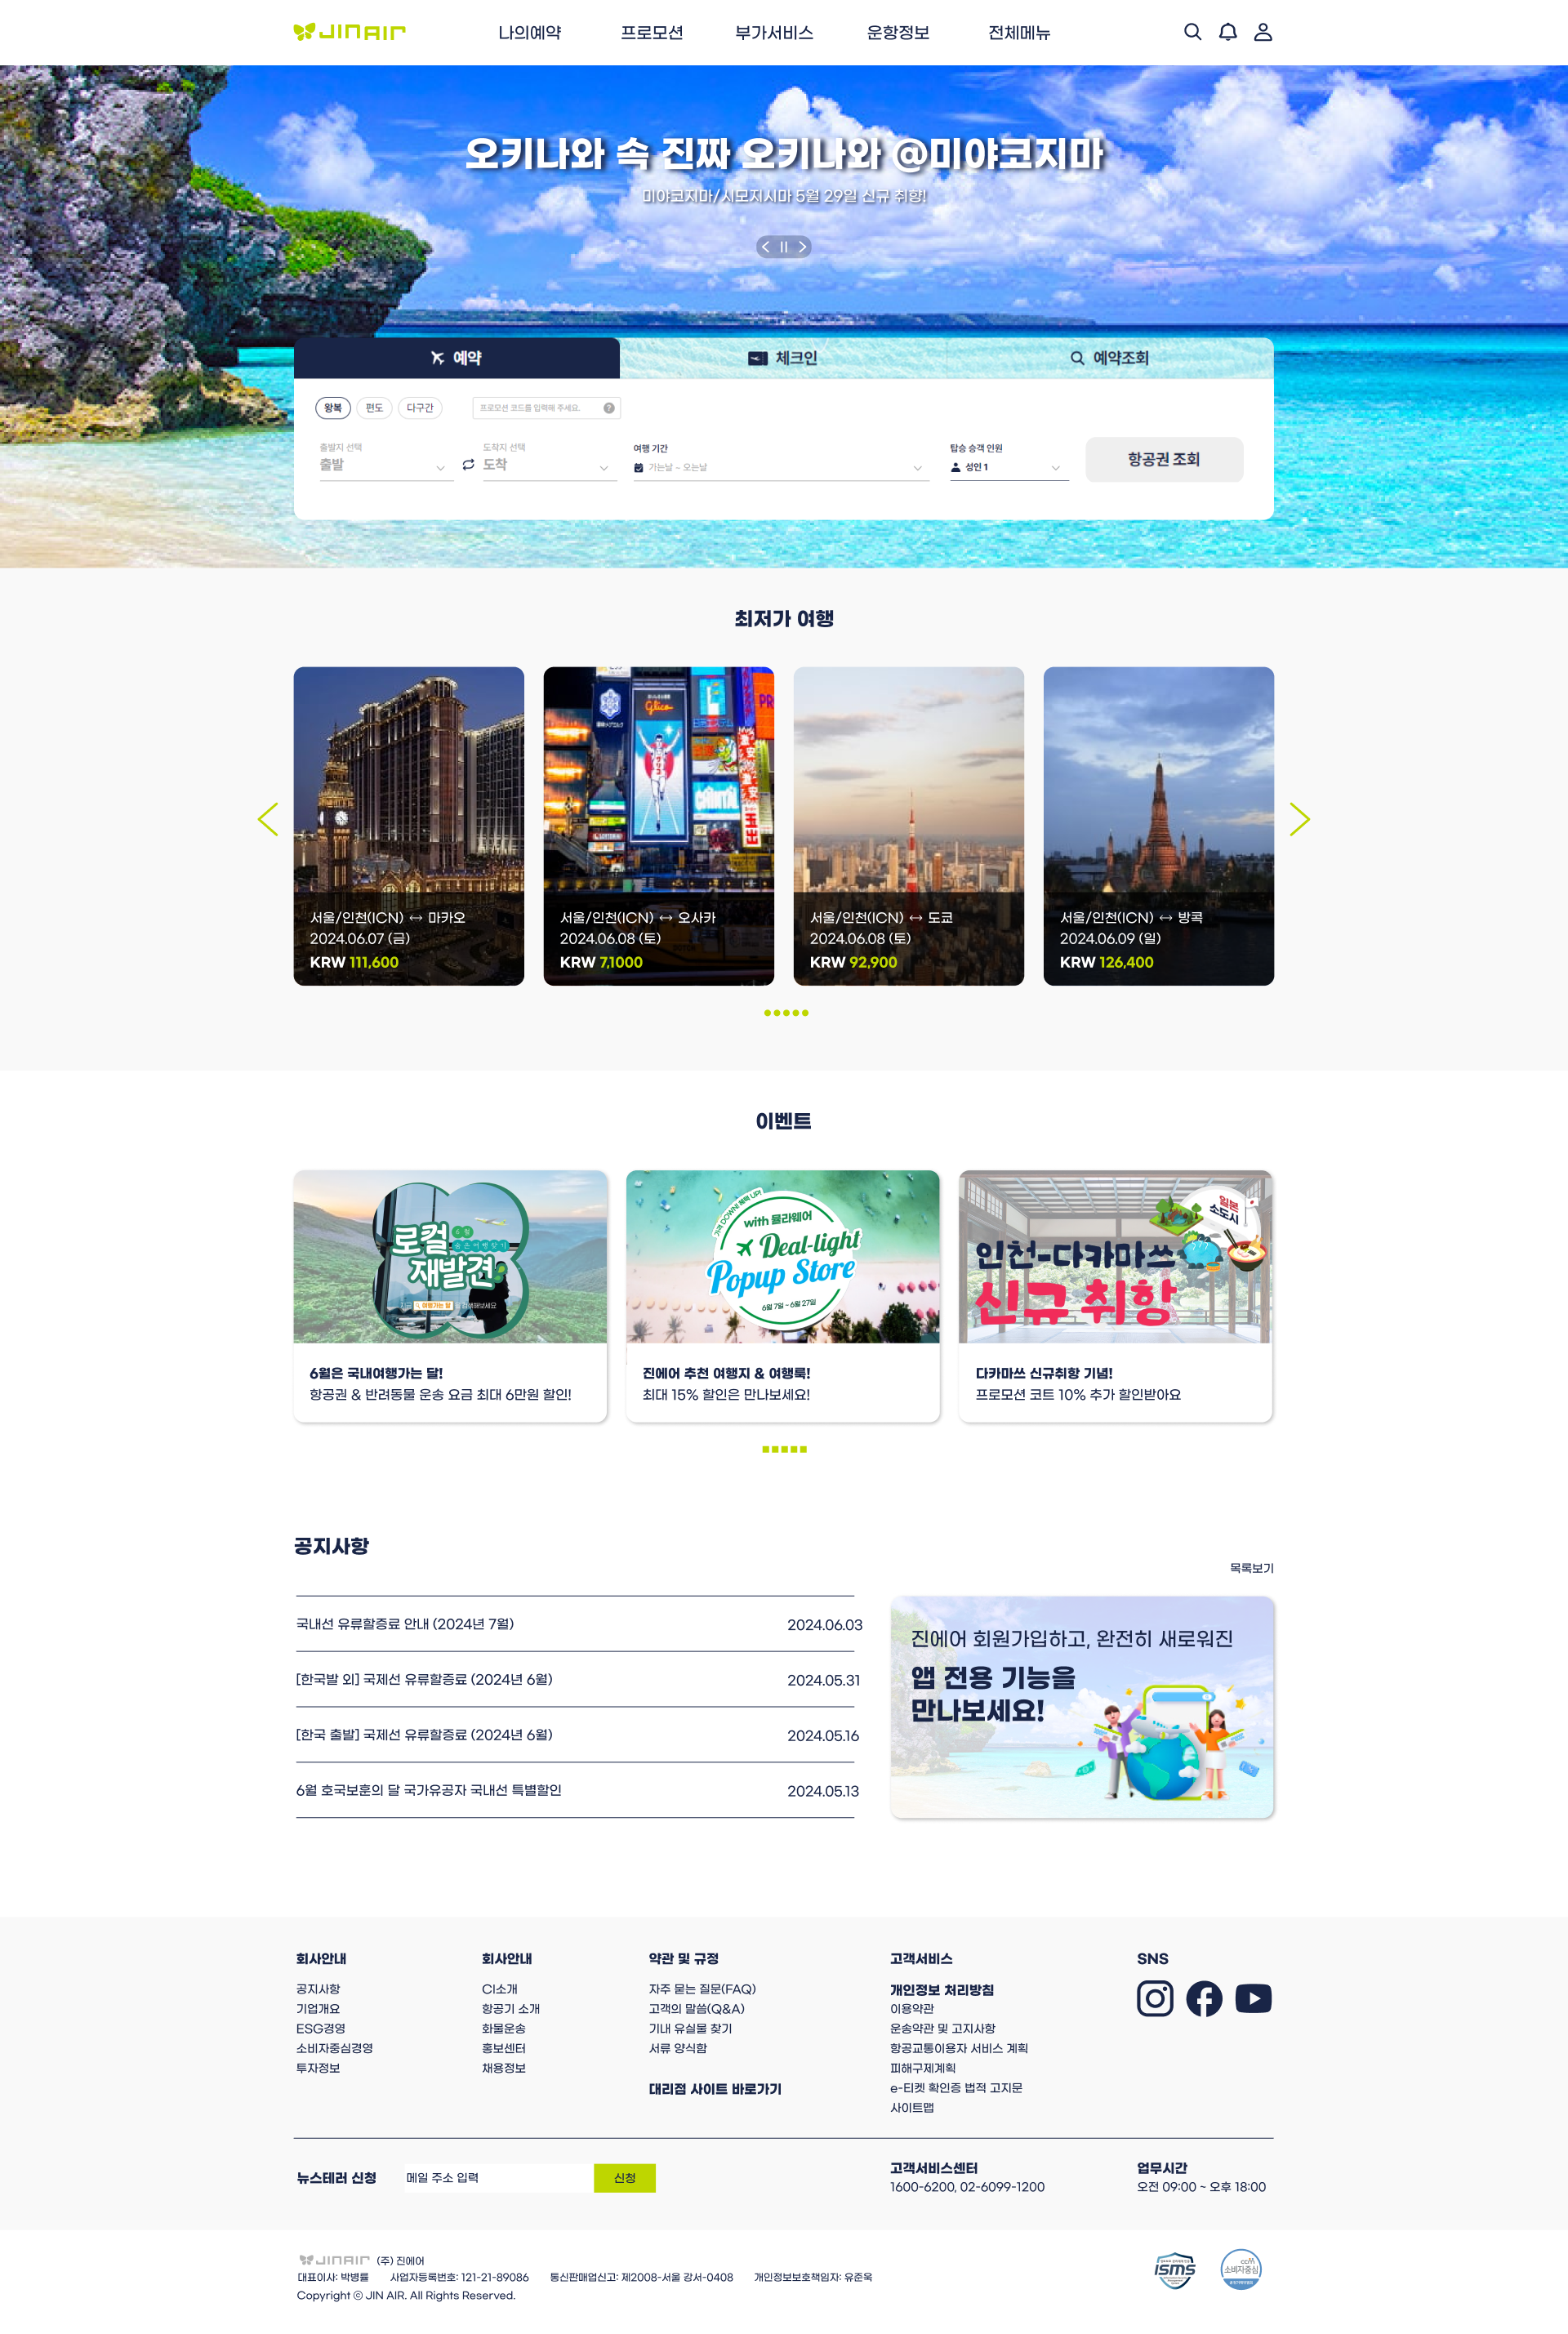 JIN AIR
나의예약
프로모션
부가서비스
운항정보
전체메뉴
오키나와 속 진짜 오키나와 @미야코지마
미야코지마/시모지시마 5월 29일 신규 취항!
예약
체크인
예약조회
왕복
편도
다구간
프로모션 코드를 입력해 주세요.
?
출발지 선택
도착지 선택
여행 기간
탑승 승객 인원
출발
도착
가는날 ~ 오는날
성인 1
항공권 조회
최저가 여행
Glico
서울/인천(ICN) ↔ 마카오
2024.06.07 (금)
KRW 111,600
서울/인천(ICN) ↔ 오사카
2024.06.08 (토)
KRW 7,1000
서울/인천(ICN) ↔ 도쿄
2024.06.08 (토)
KRW 92,900
서울/인천(ICN) ↔ 방콕
2024.06.09 (일)
KRW 126,400
이벤트
로컬
재발견
여행가는 달
with 뮬라웨어
Deal-light
Popup Store
6월 7일 ~ 6월 27일
일본
소도시
인천-다카마쓰
신규 취항
6월은 국내여행가는 달!
항공권 & 반려동물 운송 요금 최대 6만원 할인!
진에어 추천 여행지 & 여행룩!
최대 15% 할인은 만나보세요!
다카마쓰 신규취항 기념!
프로모션 코트 10% 추가 할인받아요
공지사항
목록보기
국내선 유류할증료 안내 (2024년 7월)
2024.06.03
[한국발 외] 국제선 유류할증료 (2024년 6월)
2024.05.31
[한국 출발] 국제선 유류할증료 (2024년 6월)
2024.05.16
6월 호국보훈의 달 국가유공자 국내선 특별할인
2024.05.13
진에어 회원가입하고, 완전히 새로워진
앱 전용 기능을
만나보세요!
회사안내
공지사항
기업개요
ESG경영
소비자중심경영
투자정보
회사안내
CI소개
항공기 소개
화물운송
홍보센터
채용정보
약관 및 규정
자주 묻는 질문(FAQ)
고객의 말씀(Q&A)
기내 유실물 찾기
서류 양식함
대리점 사이트 바로가기
고객서비스
개인정보 처리방침
이용약관
운송약관 및 고지사항
항공교통이용자 서비스 계획
피해구제계획
e-티켓 확인증 법적 고지문
사이트맵
SNS
뉴스테러 신청
메일 주소 입력
신청
고객서비스센터
1600-6200, 02-6099-1200
업무시간
오전 09:00 ~ 오후 18:00
JIN AIR (주) 진에어
대표이사: 박병률 사업자등록번호: 121-21-89086 통신판매업신고: 제2008-서울 강서-0408 개인정보보호책임자: 유준욱
Copyright ⓒ JIN AIR. All Rights Reserved.
ISMS
CCM
소비자중심